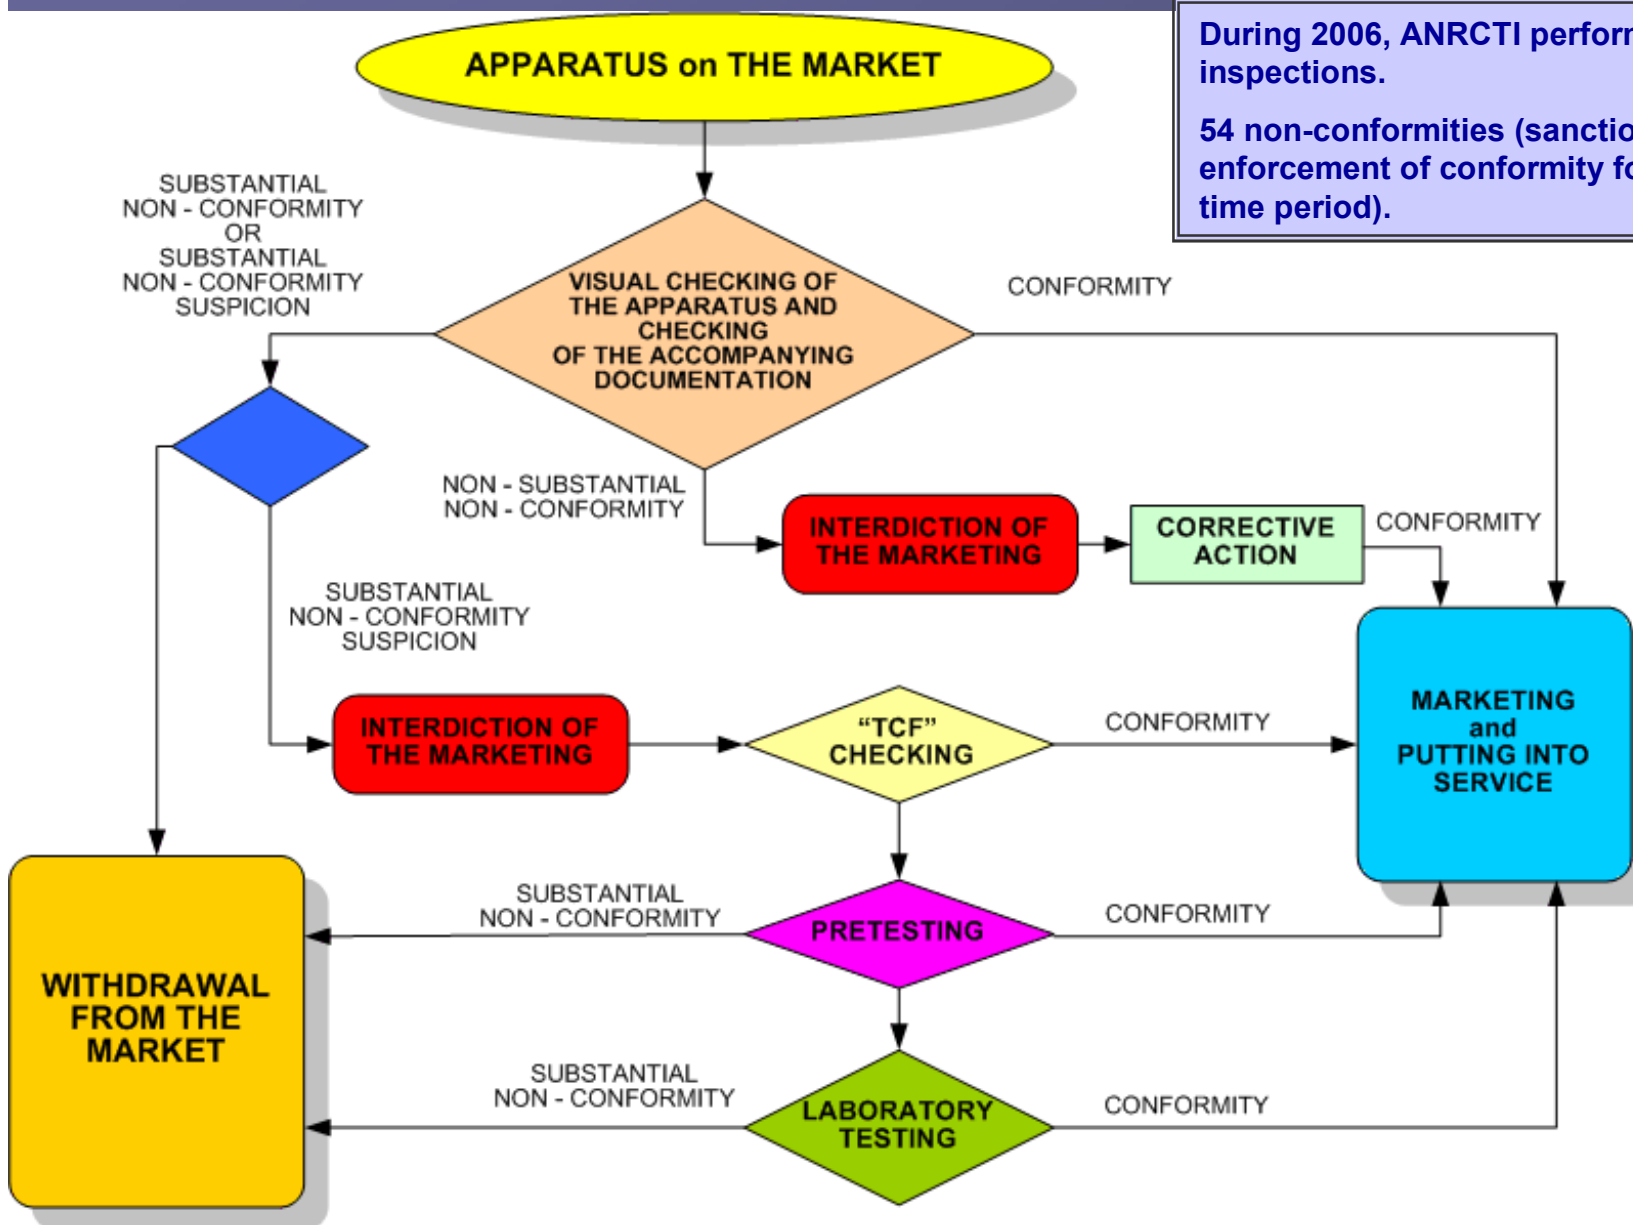 APPARATUS on THE MARKET
During 2006, ANRCTI
inspections.
54 non-conformities
enforcement of conformity
time period).
SUBSTANTIAL
NON - CONFORMITY
OR
SUBSTANTIAL
NON - CONFORMITY
SUSPICION
VISUAL CHECKING OF
THE APPARATUS AND
CHECKING
OF THE ACCOMPANYING
DOCUMENTATION
CONFORMITY
NON - SUBSTANTIAL
NON - CONFORMITY
INTERDICTION OF
THE MARKETING
CORRECTIVE
ACTION
CONFORMITY
SUBSTANTIAL
NON - CONFORMITY
SUSPICION
INTERDICTION OF
THE MARKETING
“TCF”
CHECKING
CONFORMITY
MARKETING
and
PUTTING INTO
SERVICE
SUBSTANTIAL
NON - CONFORMITY
PRETESTING
CONFORMITY
WITHDRAWAL
FROM THE
MARKET
SUBSTANTIAL
NON - CONFORMITY
LABORATORY
TESTING
CONFORMITY